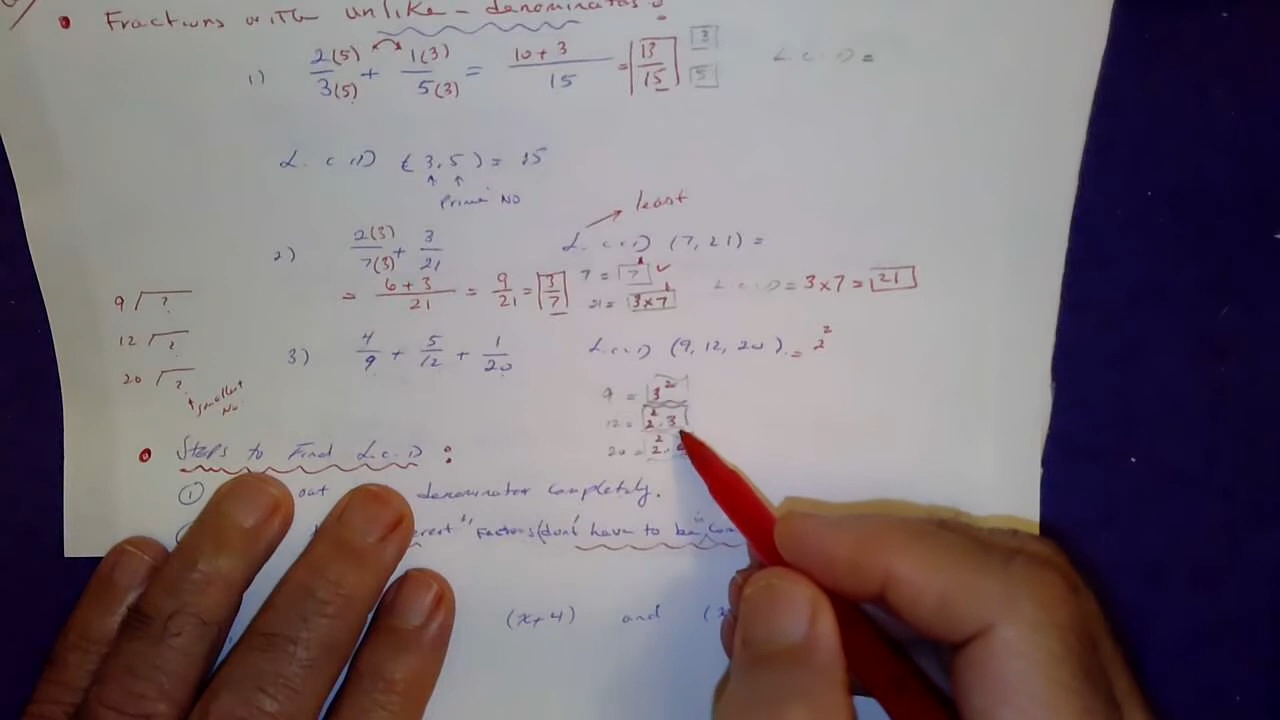 • Fractions with unlike-denominators:
1) 2(5)/3(5) + 1(3)/5(3) = 10+3/15 = 13/15 3 5 L.C.D =
L.C.D (3,5) = 15
Prime NO
least
2) 2(3)/7(3) + 3/21 L.C.D (7,21) =
= 6+3/21 = 9/21 = 3/7 7 = 7 ✓
21 = 3×7 L.C.D = 3×7 = 21
9 ?
12 ?
20 ?
smallest
No
3) 4/9 + 5/12 + 1/20 L.C.D (9,12,20) = 2²
9 = 3²
12 = 2².3
20 = 2².
• Steps to Find L.C.D :
① out denominator completely.
"Factors (don't have to be "com
(x+4) and (